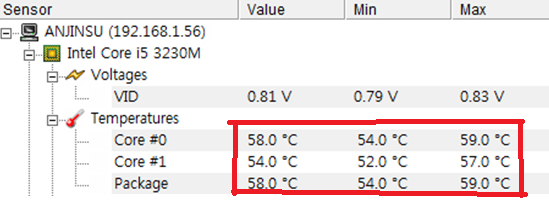 Sensor Value Min Max
ANJINSU (192.168.1.56)
Intel Core i5 3230M
Voltages
VID 0.81 V 0.79 V 0.83 V
Temperatures
Core #0 58.0 °C 54.0 °C 59.0 °C
Core #1 54.0 °C 52.0 °C 57.0 °C
Package 58.0 °C 54.0 °C 59.0 °C